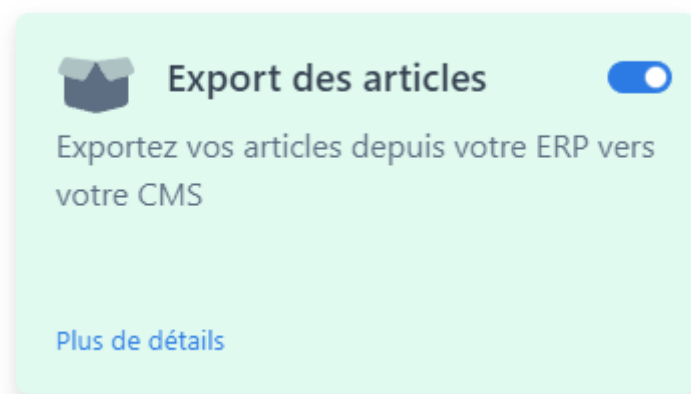 Export des articles
Exportez vos articles depuis votre ERP vers
votre CMS
Plus de détails